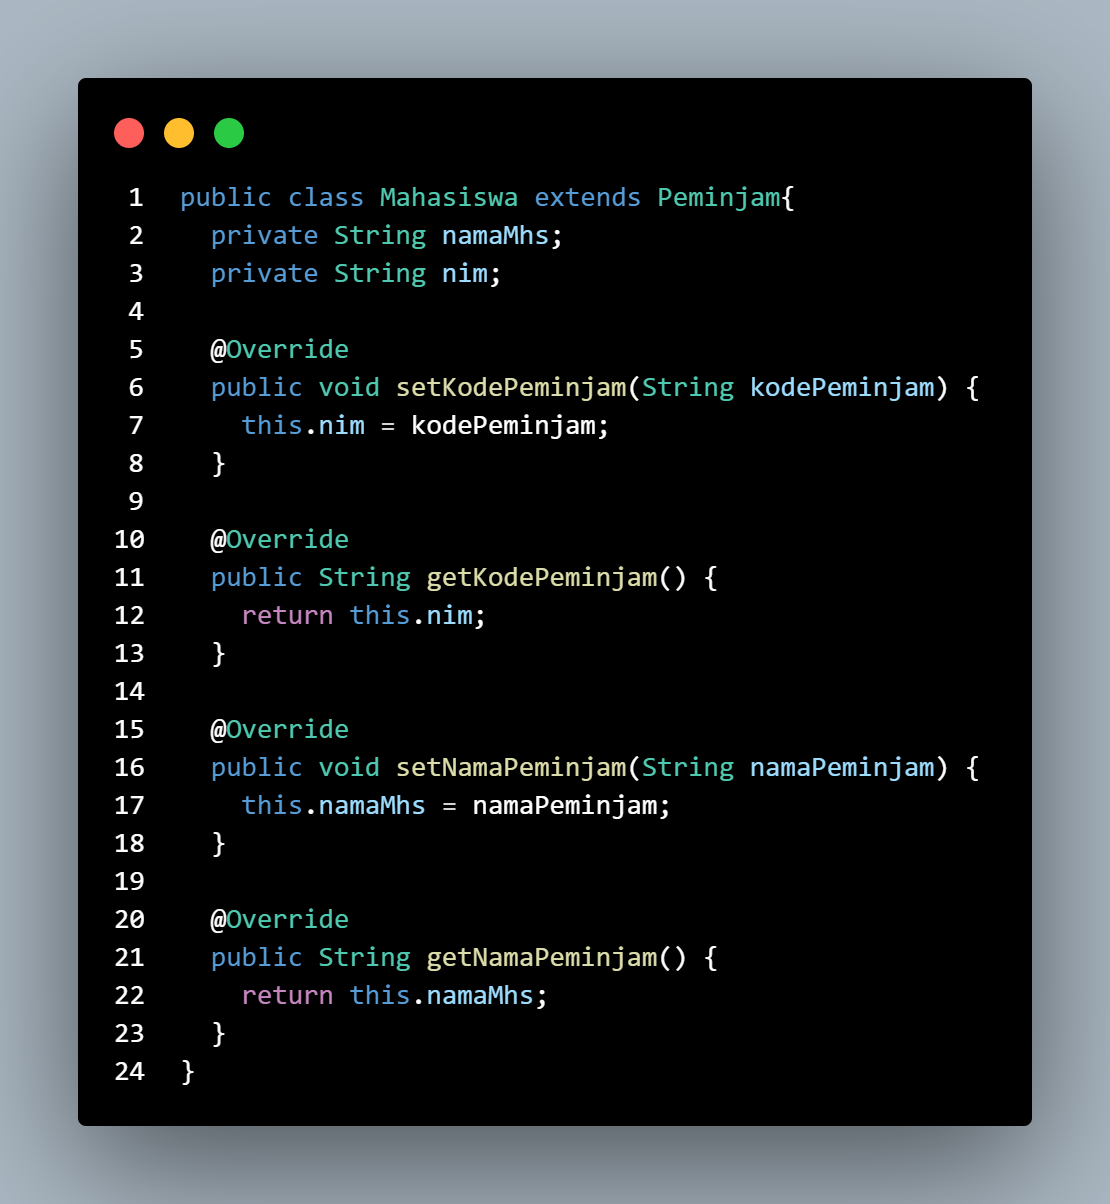 1 public class Mahasiswa extends Peminjam{
2   private String namaMhs;
3   private String nim;
4
5   @Override
6   public void setKodePeminjam(String kodePeminjam) {
7     this.nim = kodePeminjam;
8   }
9
10   @Override
11   public String getKodePeminjam() {
12     return this.nim;
13   }
14
15   @Override
16   public void setNamaPeminjam(String namaPeminjam) {
17     this.namaMhs = namaPeminjam;
18   }
19
20   @Override
21   public String getNamaPeminjam() {
22     return this.namaMhs;
23   }
24 }